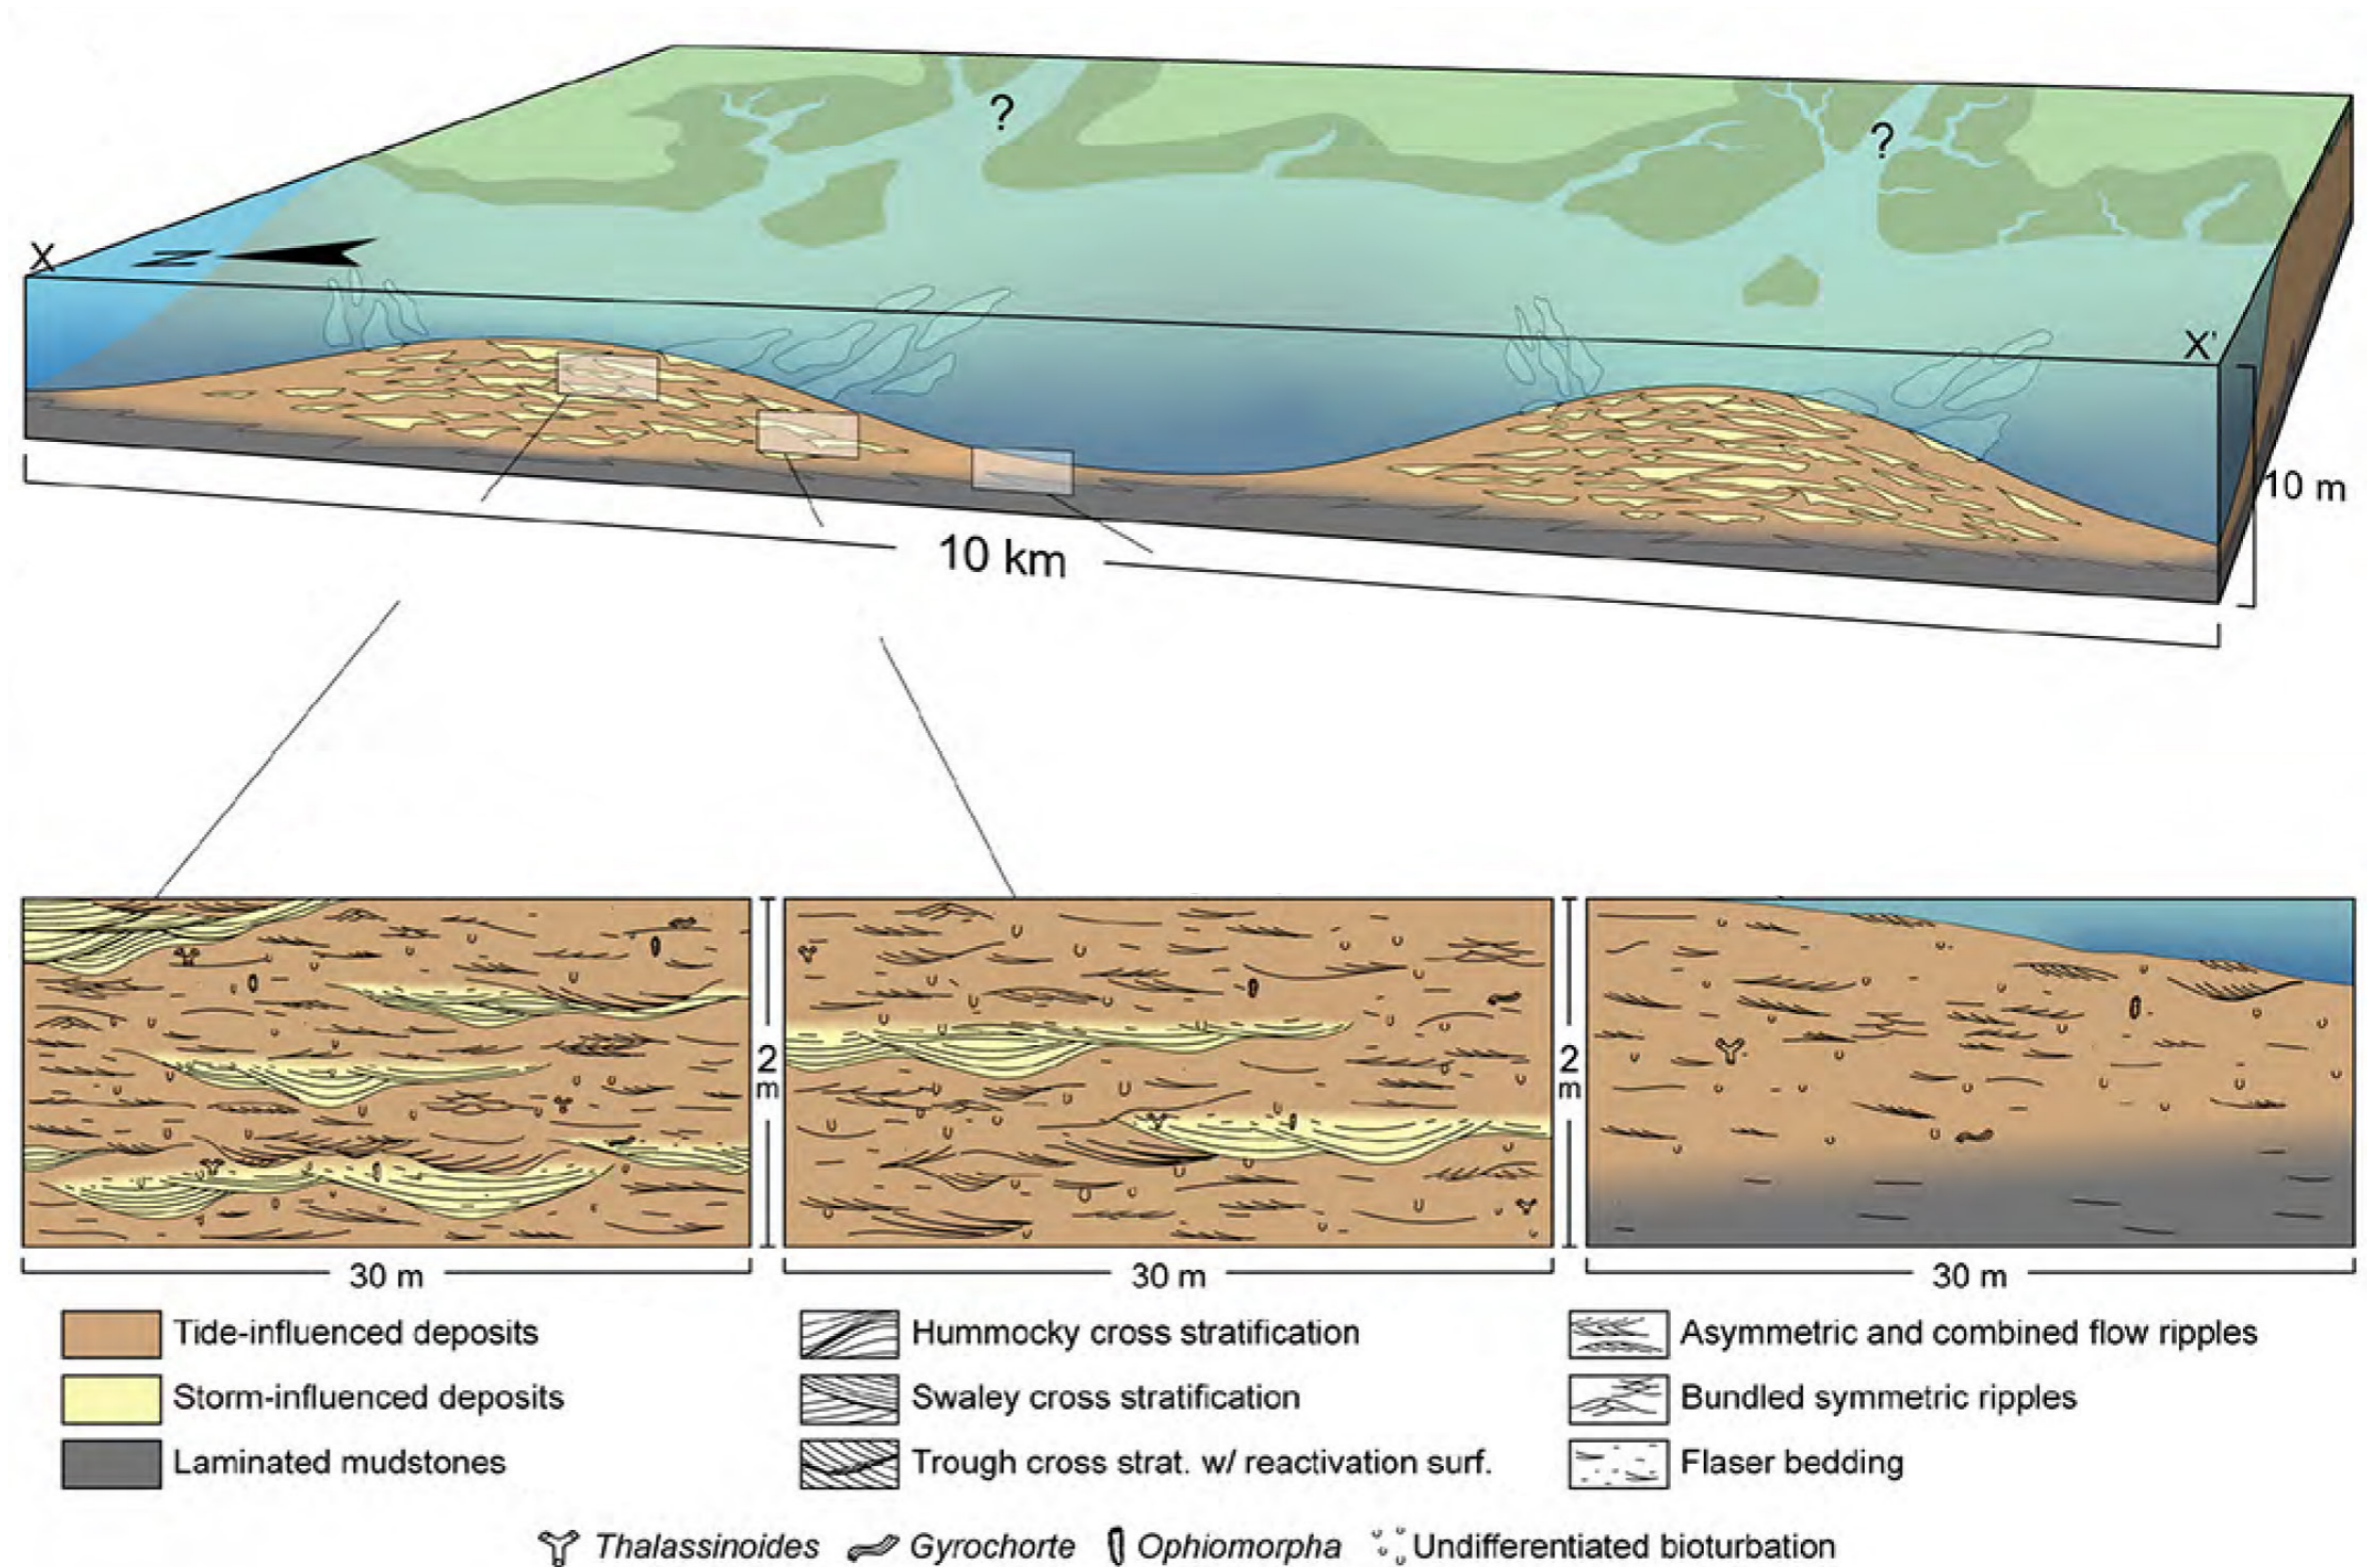 ?
?
X
N
X'
10 m
10 km
2
m
2
m
30 m
30 m
30 m
Tide-influenced deposits
Hummocky cross stratification
Asymmetric and combined flow ripples
Storm-influenced deposits
Swaley cross stratification
Bundled symmetric ripples
Laminated mudstones
Trough cross strat. w/ reactivation surf.
Flaser bedding
Thalassinoides
Gyrochorte
Ophiomorpha
Undifferentiated bioturbation